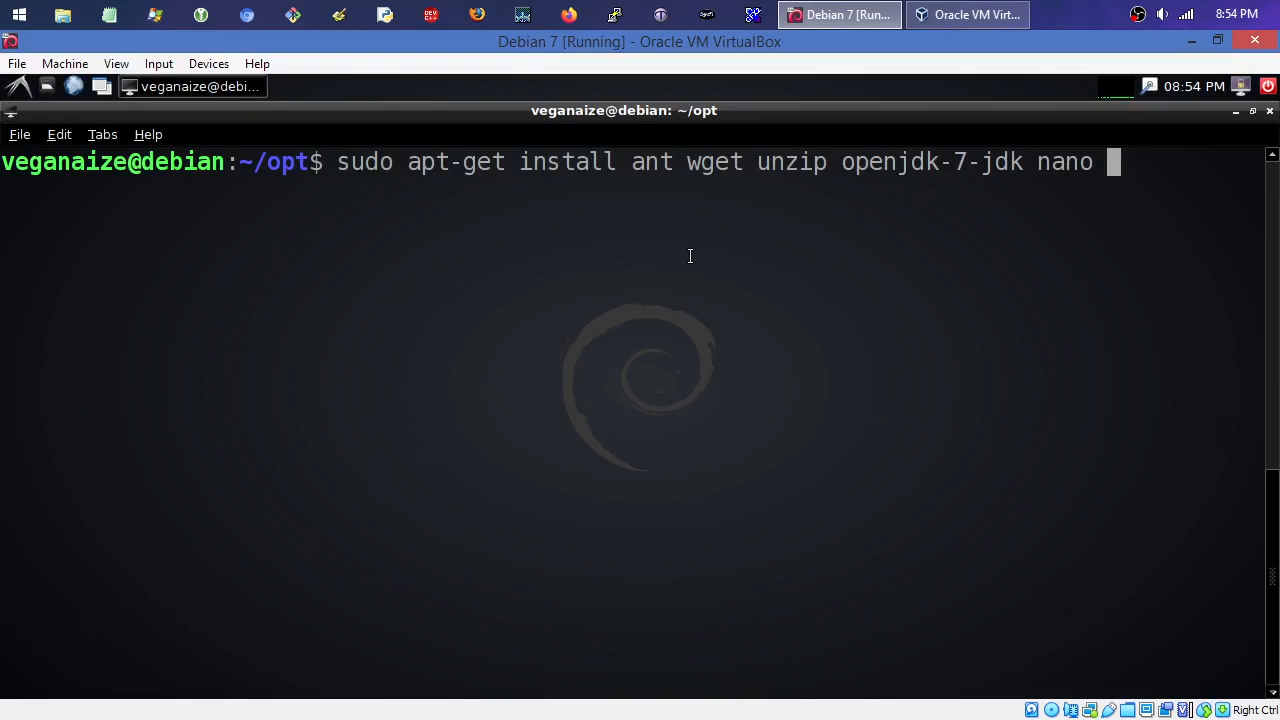 Debian 7 [Run...
Oracle VM Virt...
8:54 PM
Debian 7 [Running] - Oracle VM VirtualBox
File Machine View Input Devices Help
veganaize@debi...
08:54 PM
veganaize@debian: ~/opt
File Edit Tabs Help
veganaize@debian:~/opt$ sudo apt-get install ant wget unzip openjdk-7-jdk nano
Right Ctrl